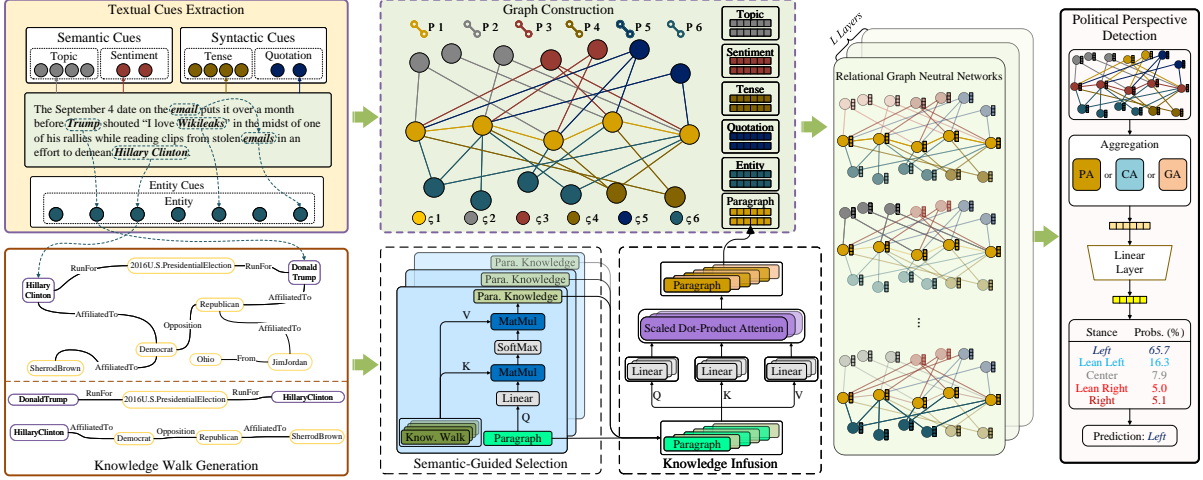 Textual Cues Extraction
Semantic Cues
Syntactic Cues
Topic
Sentiment
Tense
Quotation
The September 4 date on the email puts it over a month
before Trump shouted “I love Wikileaks” in the midst of one
of his rallies while reading clips from stolen emails in an
effort to demean Hillary Clinton.
Entity Cues
Entity
Hillary
Clinton
RunFor
2016U.S.PresidentialElection
RunFor
Donald
Trump
AffiliatedTo
Republican
AffiliatedTo
Opposition
AffiliatedTo
Democrat
Ohio
From
JimJordan
SherrodBrown
AffiliatedTo
DonaldTrump
RunFor
2016U.S.PresidentialElection
RunFor
HillaryClinton
HillaryClinton
AffiliatedTo
Democrat
Opposition
Republican
AffiliatedTo
SherrodBrown
Knowledge Walk Generation
Graph Construction
P 1
P 2
P 3
P 4
P 5
P 6
Topic
Sentiment
Tense
Quotation
Entity
Paragraph
ς1
ς2
ς3
ς4
ς5
ς6
Para. Knowledge
Para. Knowledge
Para. Knowledge
V
MatMul
SoftMax
K
MatMul
Linear
Q
Know. Walk
Paragraph
Semantic-Guided Selection
Paragraph
Scaled Dot-Product Attention
Linear
Linear
Linear
Q
K
V
Paragraph
Knowledge Infusion
L Layers
Relational Graph Neutral Networks
...
Political Perspective
Detection
Aggregation
PA
or
CA
or
GA
Linear
Layer
Stance Probs. (%)
Left 65.7
Lean Left 16.3
Center 7.9
Lean Right 5.0
Right 5.1
Prediction: Left